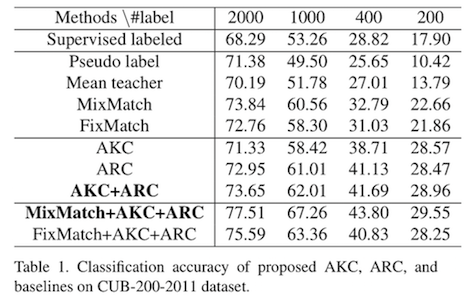 Methods \#label 2000 1000 400 200
Supervised labeled 68.29 53.26 28.82 17.90
Pseudo label 71.38 49.50 25.65 10.42
Mean teacher 70.19 51.78 27.01 13.79
MixMatch 73.84 60.56 32.79 22.66
FixMatch 72.76 58.30 31.03 21.86
AKC 71.33 58.42 38.71 28.57
ARC 72.95 61.01 41.13 28.47
AKC+ARC 73.65 62.01 41.69 28.96
MixMatch+AKC+ARC 77.51 67.26 43.80 29.55
FixMatch+AKC+ARC 75.59 63.36 40.83 28.25
Table 1. Classification accuracy of proposed AKC, ARC, and
baselines on CUB-200-2011 dataset.